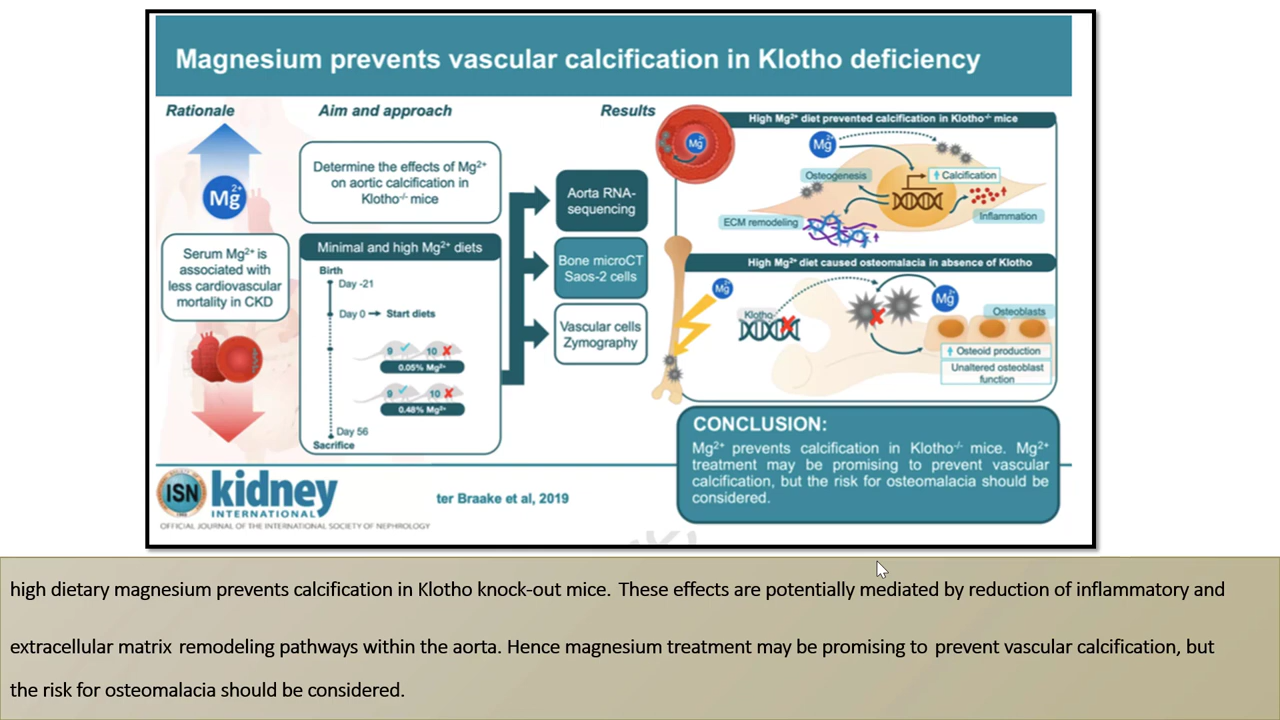 Magnesium prevents vascular calcification in Klotho deficiency
Rationale
Mg2+
Serum Mg2+ is
associated with
less cardiovascular
mortality in CKD
Aim and approach
Determine the effects of Mg2+
on aortic calcification in
Klotho-/- mice
Minimal and high Mg2+ diets
Birth
Day -21
Day 0 → Start diets
9 ✓ 10 ✗
0.05% Mg2+
9 ✓ 10 ✗
0.48% Mg2+
Day 56
Sacrifice
Aorta RNA-
sequencing
Bone microCT
Saos-2 cells
Vascular cells
Zymography
Results
Mg2+
High Mg2+ diet prevented calcification in Klotho-/- mice
Mg2+
Osteogenesis
Calcification
ECM remodeling
Inflammation
High Mg2+ diet caused osteomalacia in absence of Klotho
Mg2+
Klotho
Mg2+
Osteoblasts
Osteoid production
Unaltered osteoblast
function
CONCLUSION:
Mg2+ prevents calcification in Klotho-/- mice. Mg2+
treatment may be promising to prevent vascular
calcification, but the risk for osteomalacia should be
considered.
ISN
kidney
INTERNATIONAL
OFFICIAL JOURNAL OF THE INTERNATIONAL SOCIETY OF NEPHROLOGY
ter Braake et al, 2019
high dietary magnesium prevents calcification in Klotho knock-out mice. These effects are potentially mediated by reduction of inflammatory and
extracellular matrix remodeling pathways within the aorta. Hence magnesium treatment may be promising to prevent vascular calcification, but
the risk for osteomalacia should be considered.